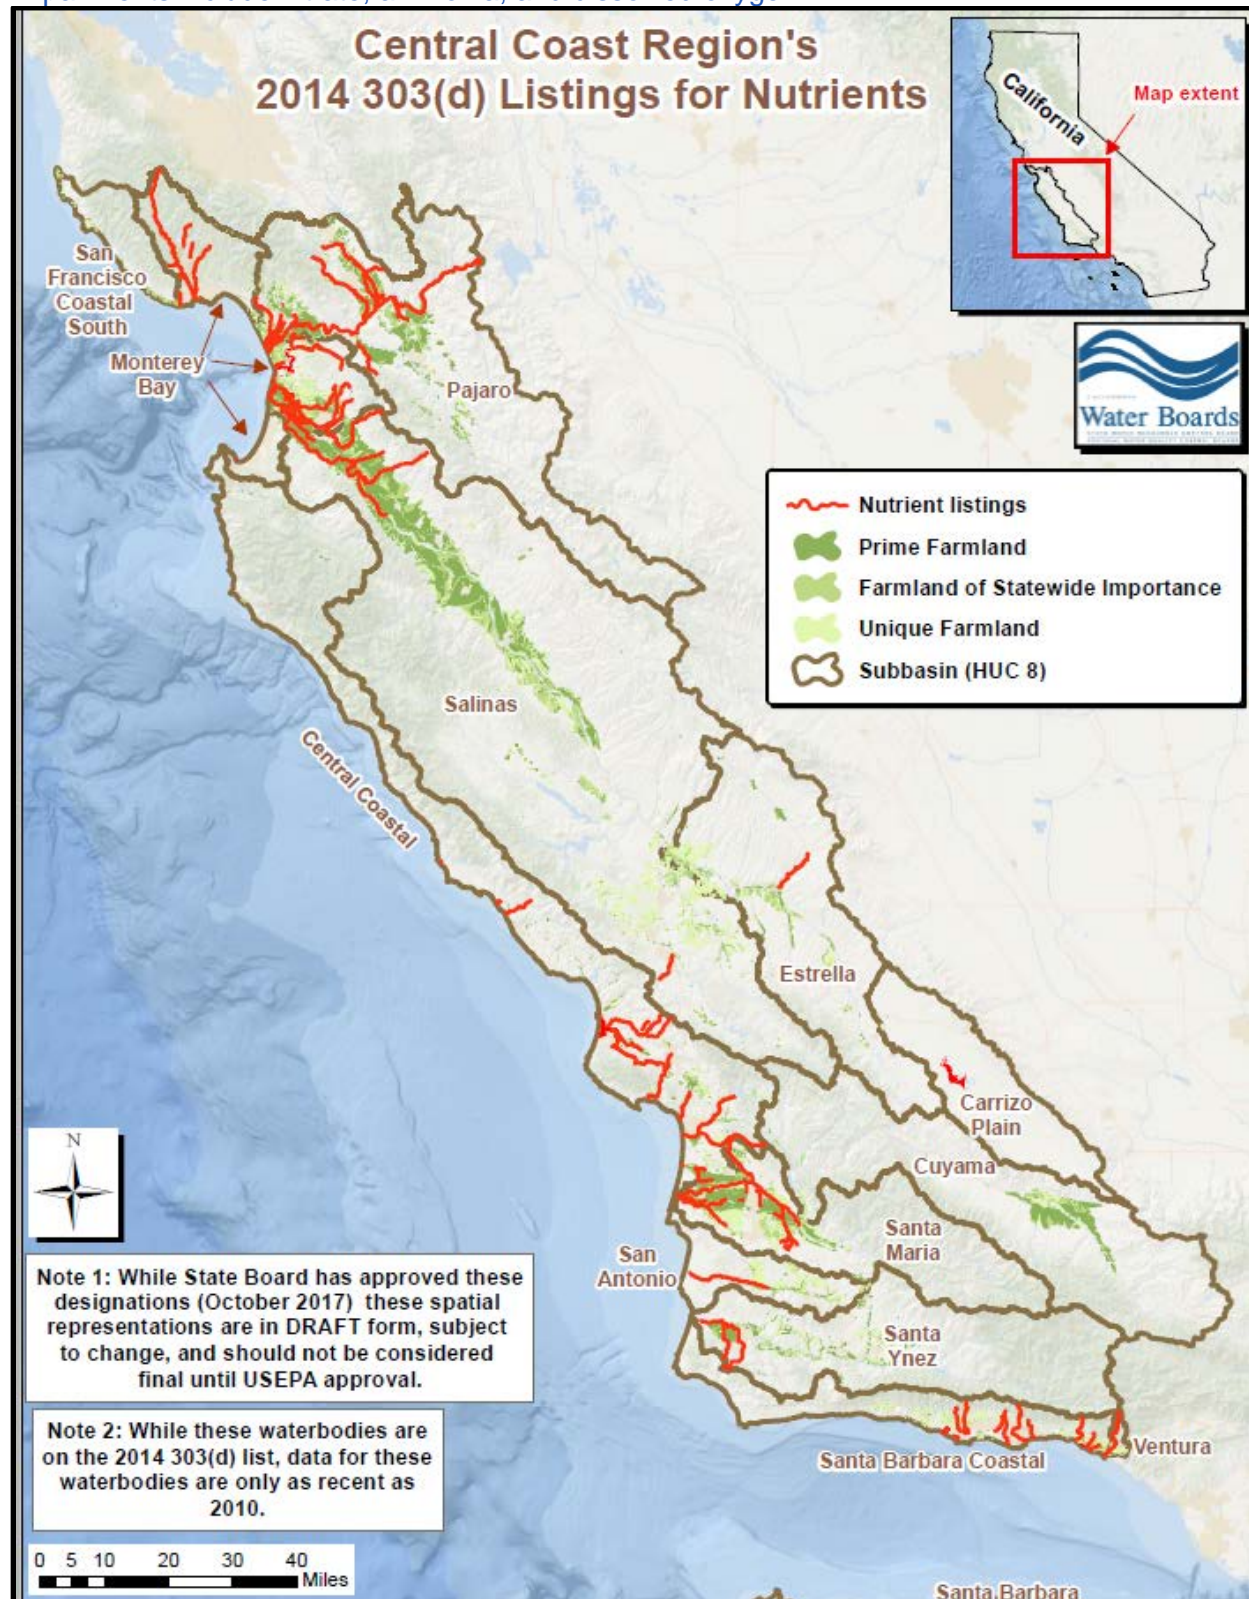 Central Coast Region's
2014 303(d) Listings for Nutrients
California
Map extent
San
Francisco
Coastal
South
Monterey
Bay
Pajaro
Water Boards
Nutrient listings
Prime Farmland
Farmland of Statewide Importance
Unique Farmland
Subbasin (HUC 8)
Salinas
Central Coastal
Estrella
Carrizo
Plain
Cuyama
N
Santa
Maria
San
Antonio
Santa
Ynez
Ventura
Santa Barbara Coastal
Note 1: While State Board has approved these
designations (October 2017) these spatial
representations are in DRAFT form, subject
to change, and should not be considered
final until USEPA approval.
Note 2: While these waterbodies are
on the 2014 303(d) list, data for these
waterbodies are only as recent as
2010.
0 5 10 20 30 40
Miles
Santa Barbara